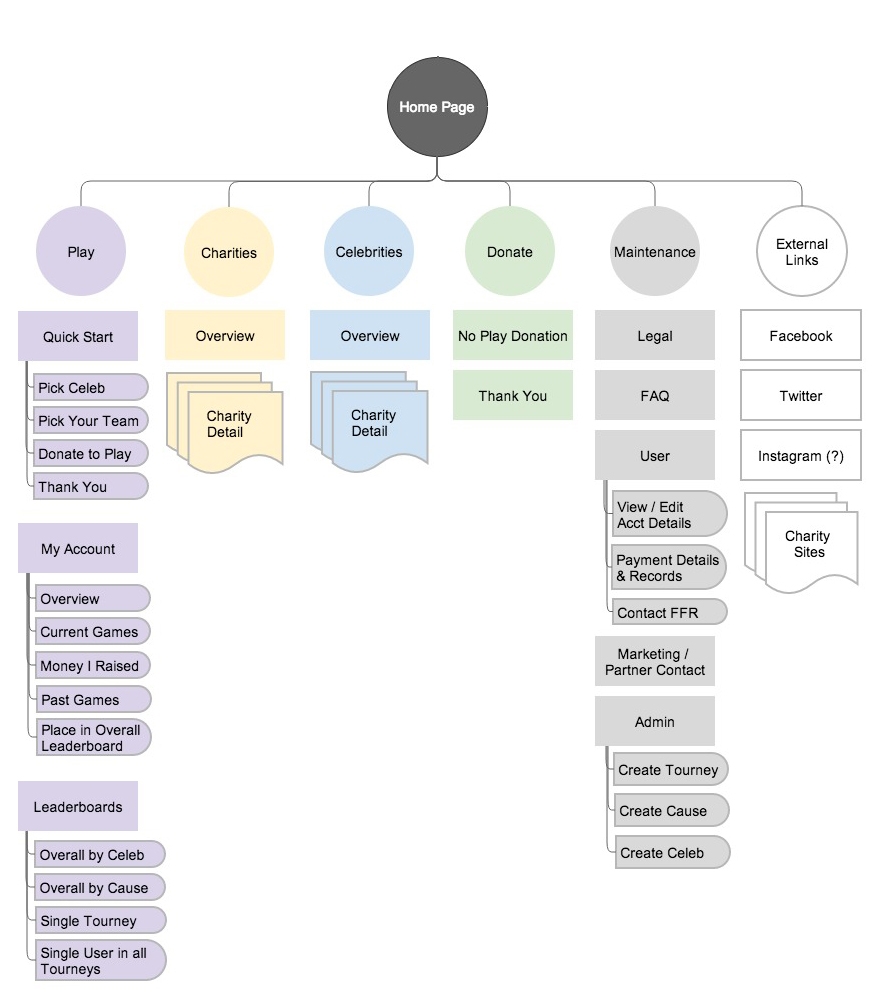 Home Page
Play
Charities
Celebrities
Donate
Maintenance
External
Links
Quick Start
Pick Celeb
Pick Your Team
Donate to Play
Thank You
My Account
Overview
Current Games
Money I Raised
Past Games
Place in Overall
Leaderboard
Leaderboards
Overall by Celeb
Overall by Cause
Single Tourney
Single User in all
Tourneys
Overview
Charity
Detail
Overview
Charity
Detail
No Play Donation
Thank You
Legal
FAQ
User
View / Edit
Acct Details
Payment Details
& Records
Contact FFR
Marketing /
Partner Contact
Admin
Create Tourney
Create Cause
Create Celeb
Facebook
Twitter
Instagram (?)
Charity
Sites